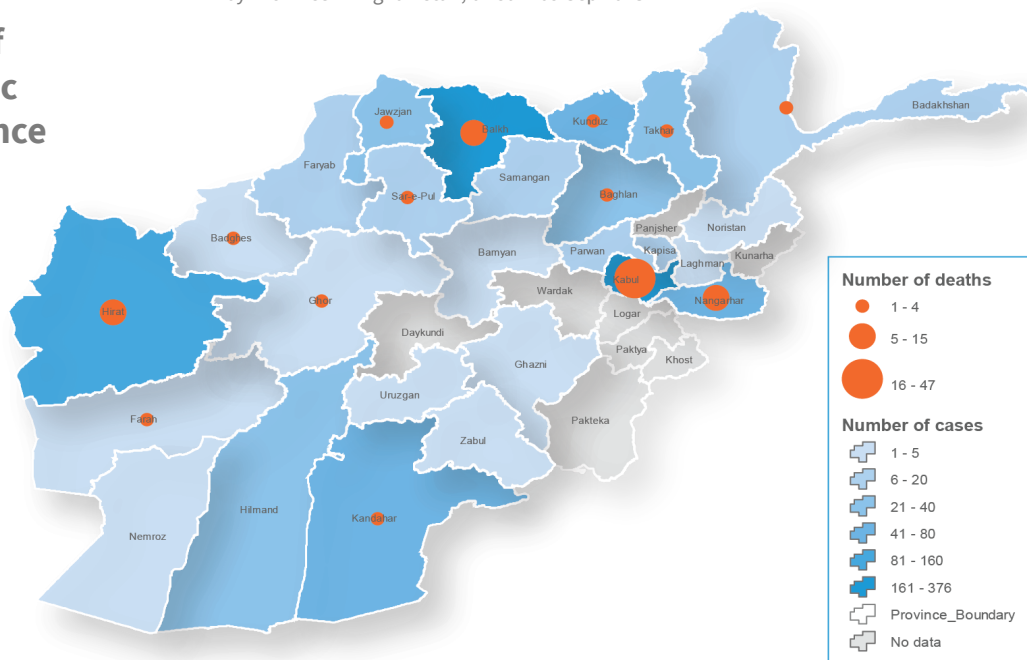 f
c
nce
Jawzjan
Balkh
Kunduz
Takhar
Badakhshan
Faryab
Sar-e-Pul
Samangan
Baghlan
Badghes
Bamyan
Parwan
Panjsher
Kapisa
Noristan
Laghman
Kunarha
Hirat
Ghor
Wardak
Kabul
Nangarhar
Logar
Daykundi
Paktya
Khost
Ghazni
Uruzgan
Farah
Zabul
Pakteka
Nemroz
Hilmand
Kandahar
Number of deaths
1 - 4
5 - 15
16 - 47
Number of cases
1 - 5
6 - 20
21 - 40
41 - 80
81 - 160
161 - 376
Province_Boundary
No data